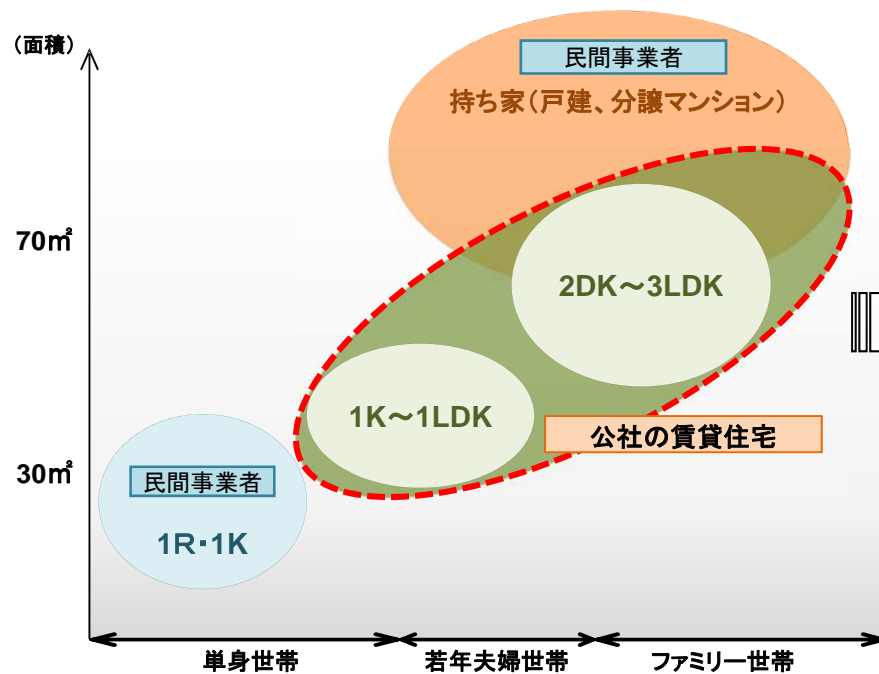 （面積）
民間事業者
持ち家（戸建、分譲マンション）
70㎡
2DK～3LDK
1K～1LDK
公社の賃貸住宅
30㎡
民間事業者
1R・1K
単身世帯
若年夫婦世帯
ファミリー世帯